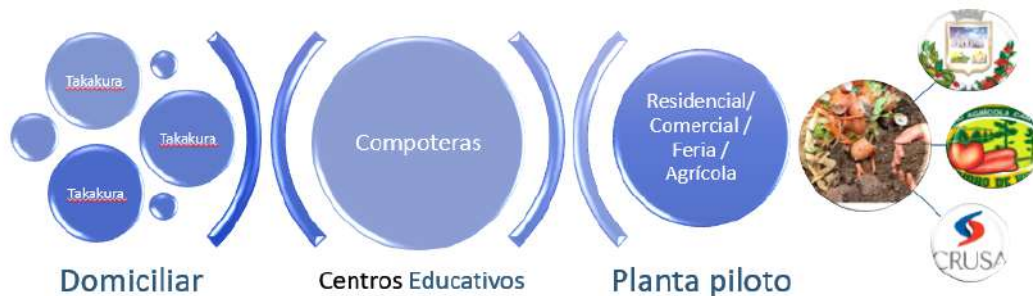 Takakura
Takakura
Takakura
Compoteras
Residencial/
Comercial /
Feria /
Agrícola
CRUSA
Domiciliar
Centros Educativos
Planta piloto